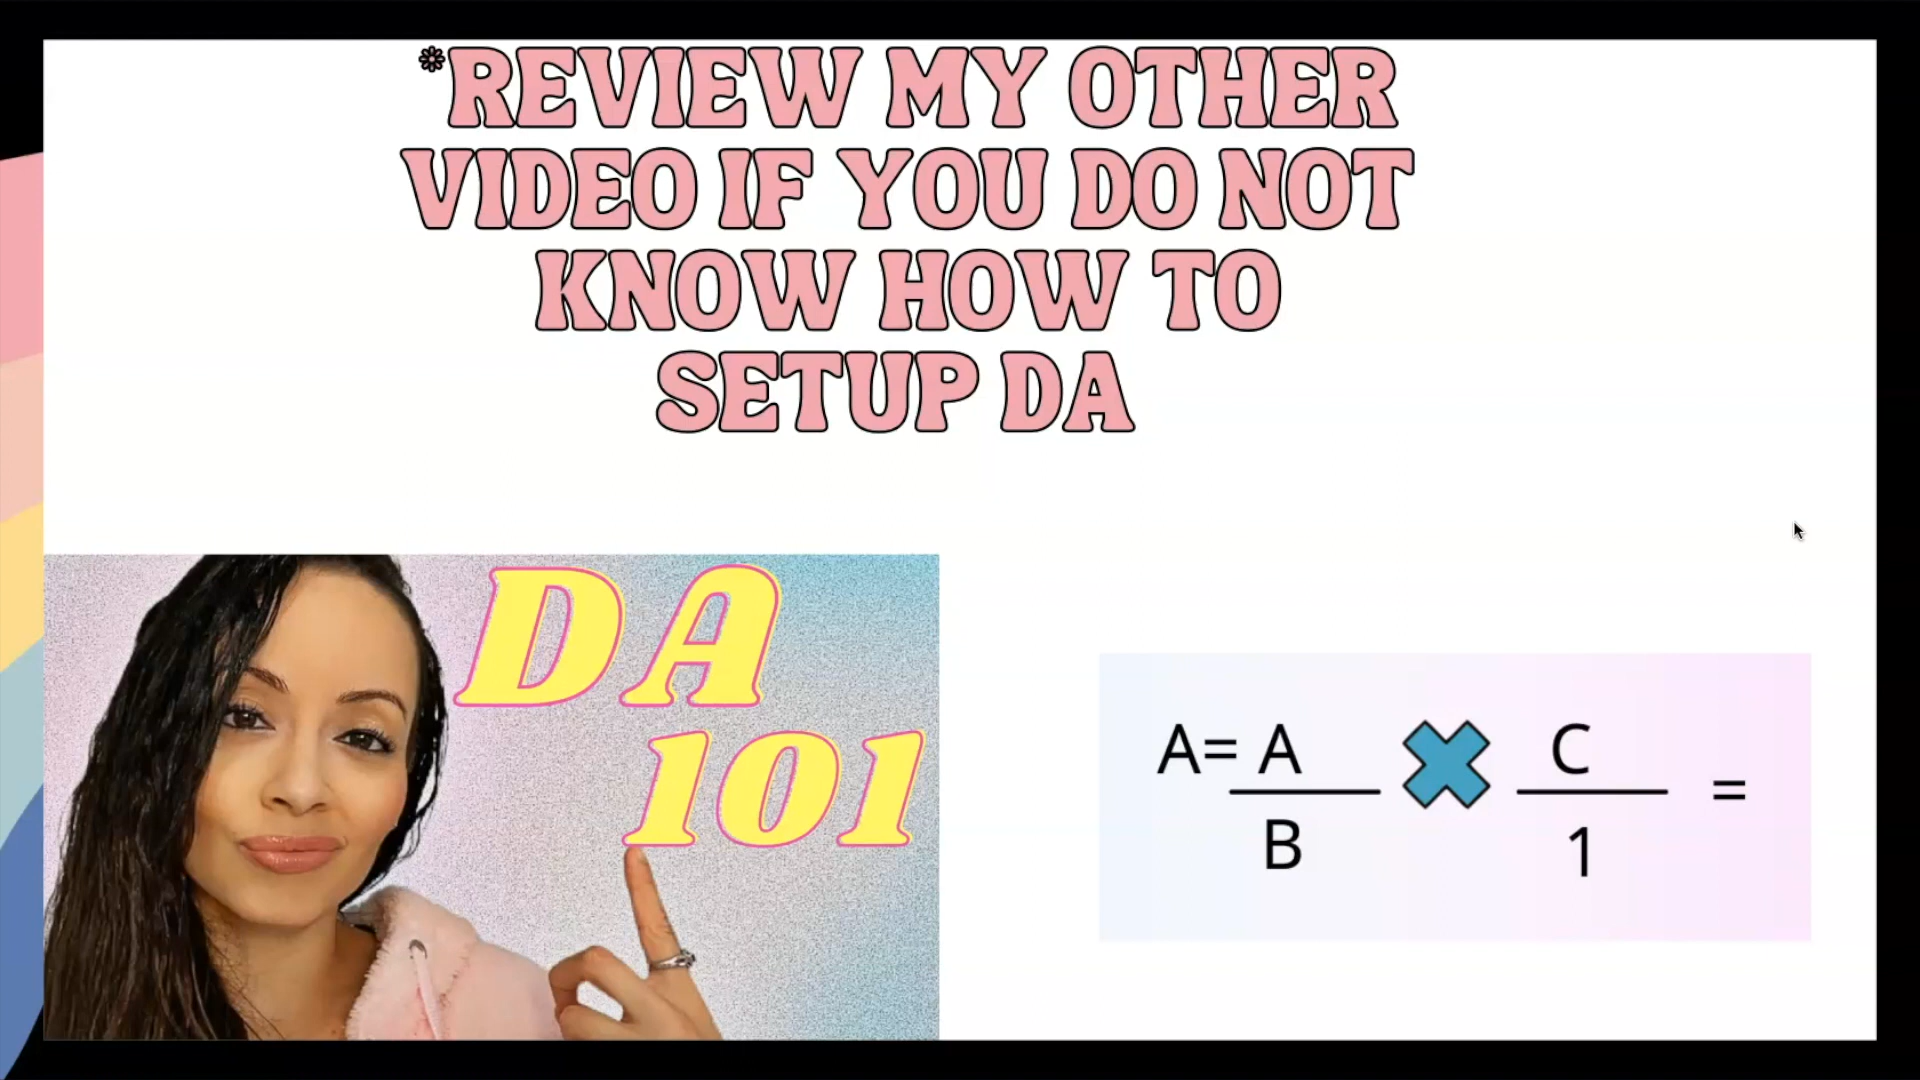 *REVIEW MY OTHER
VIDEO IF YOU DO NOT
KNOW HOW TO
SETUP DA
DA
101
A= A C
=
B 1